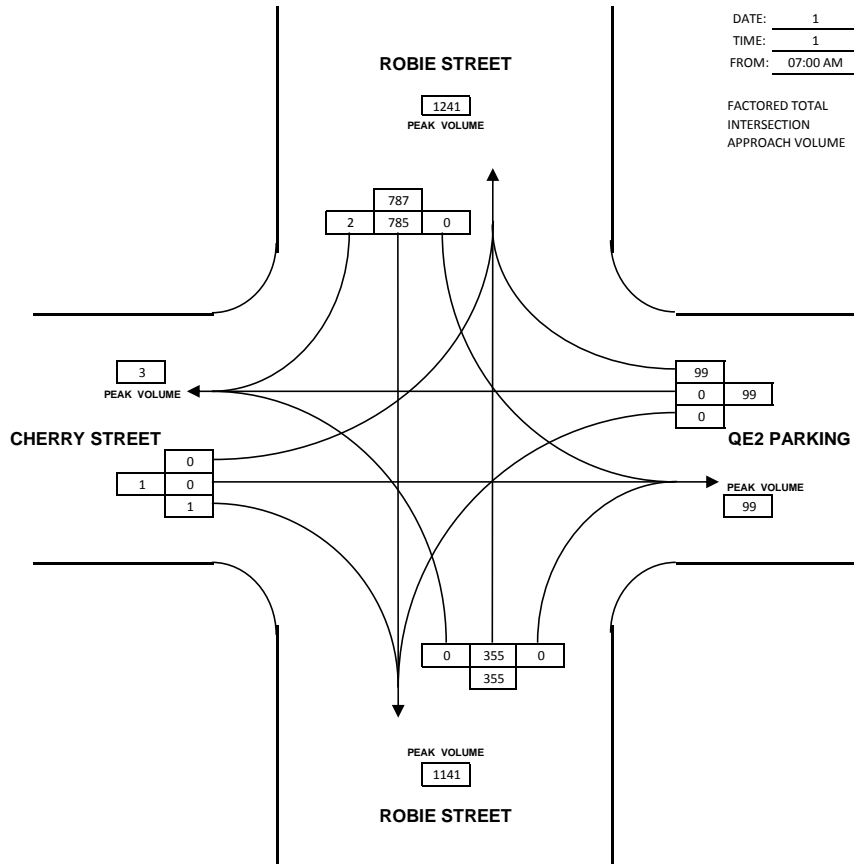 DATE: 1
TIME: 1
FROM: 07:00 AM
ROBIE STREET
1241
PEAK VOLUME
FACTORED TOTAL
INTERSECTION
APPROACH VOLUME
787
2 785 0
3
PEAK VOLUME
99
0 99
0
CHERRY STREET
QE2 PARKING
0
1 0
1
PEAK VOLUME
99
0 355 0
355
PEAK VOLUME
1141
ROBIE STREET